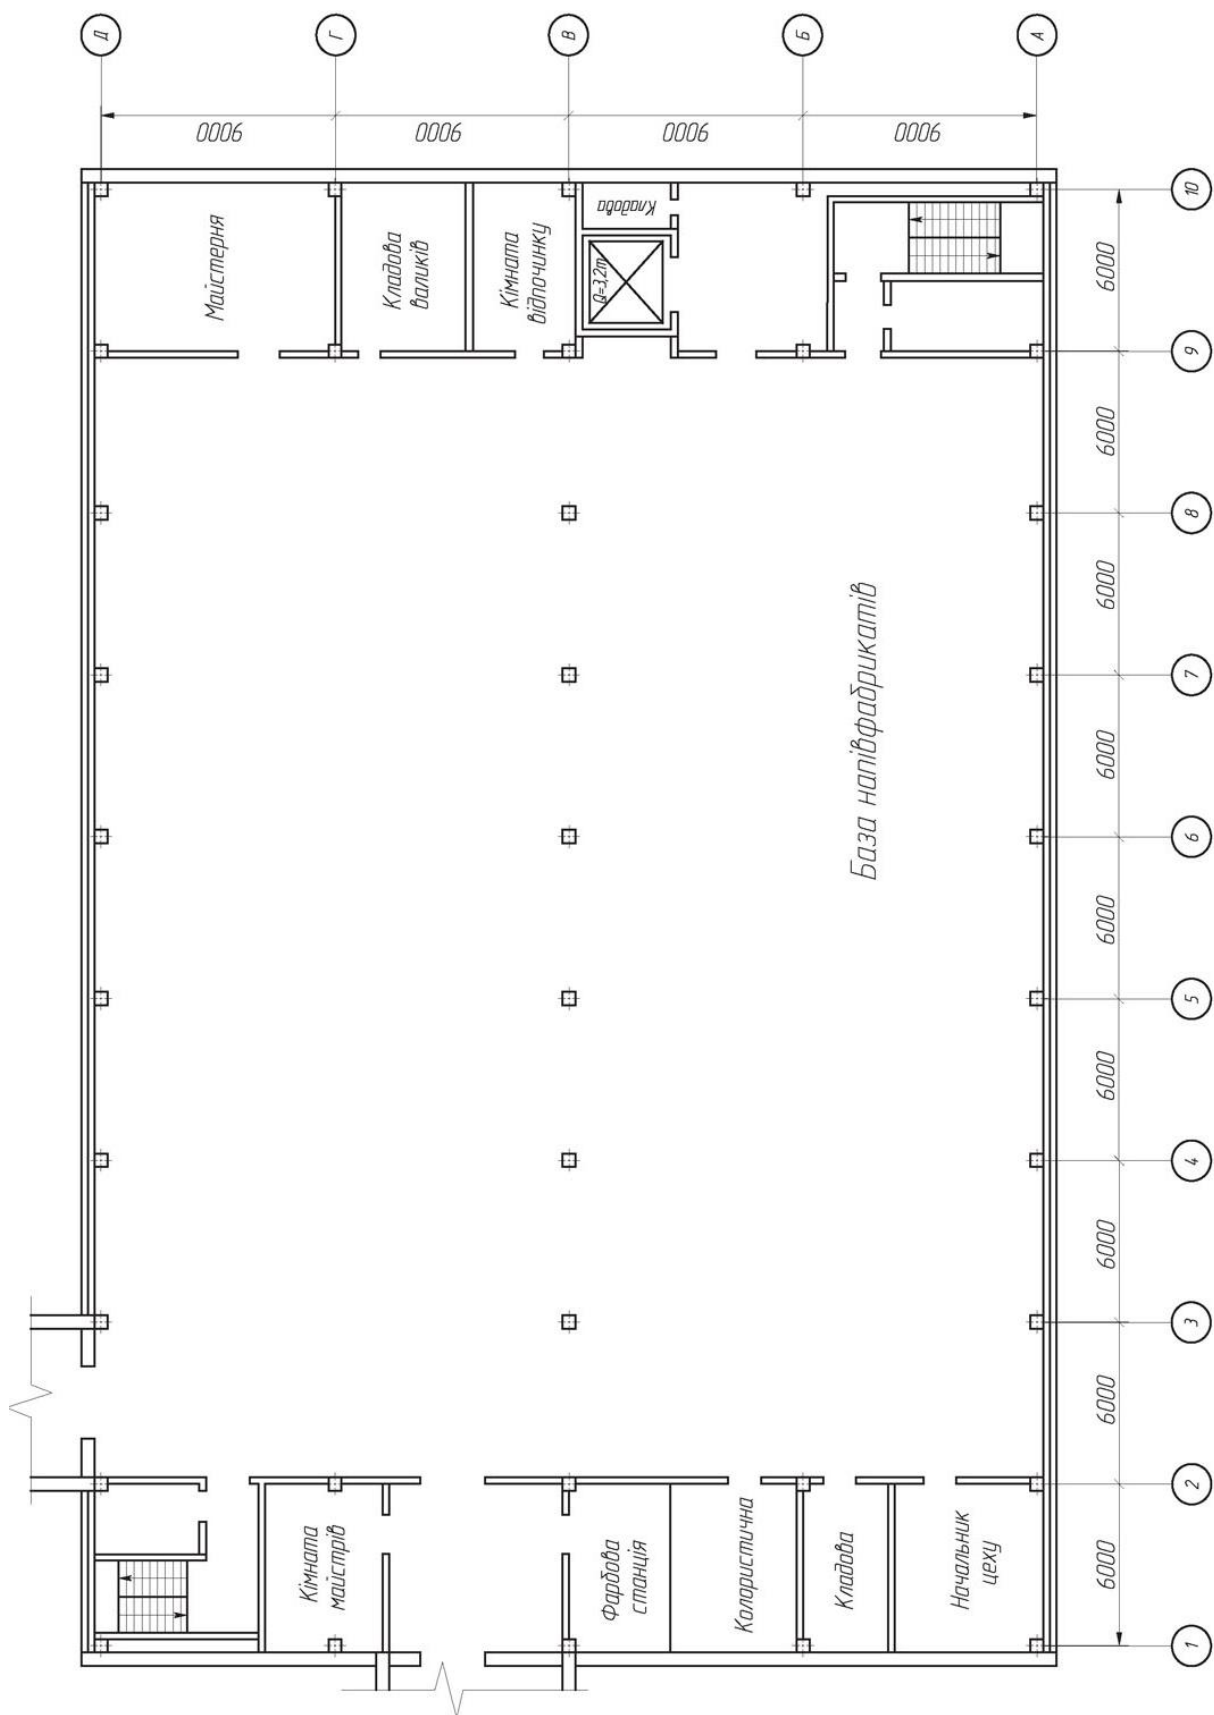 Д
Г
В
Б
А
9000
9000
9000
9000
Майстерня
Кладова
валиків
Кімната
відпочинку
Кладова
Q=3,2т
10
6000
9
6000
8
6000
7
6000
6
6000
5
6000
4
6000
3
6000
2
6000
1
База напівфабрикатів
Кімната
майстрів
Фарбова
станція
Колористична
Кладова
Начальник
цеху